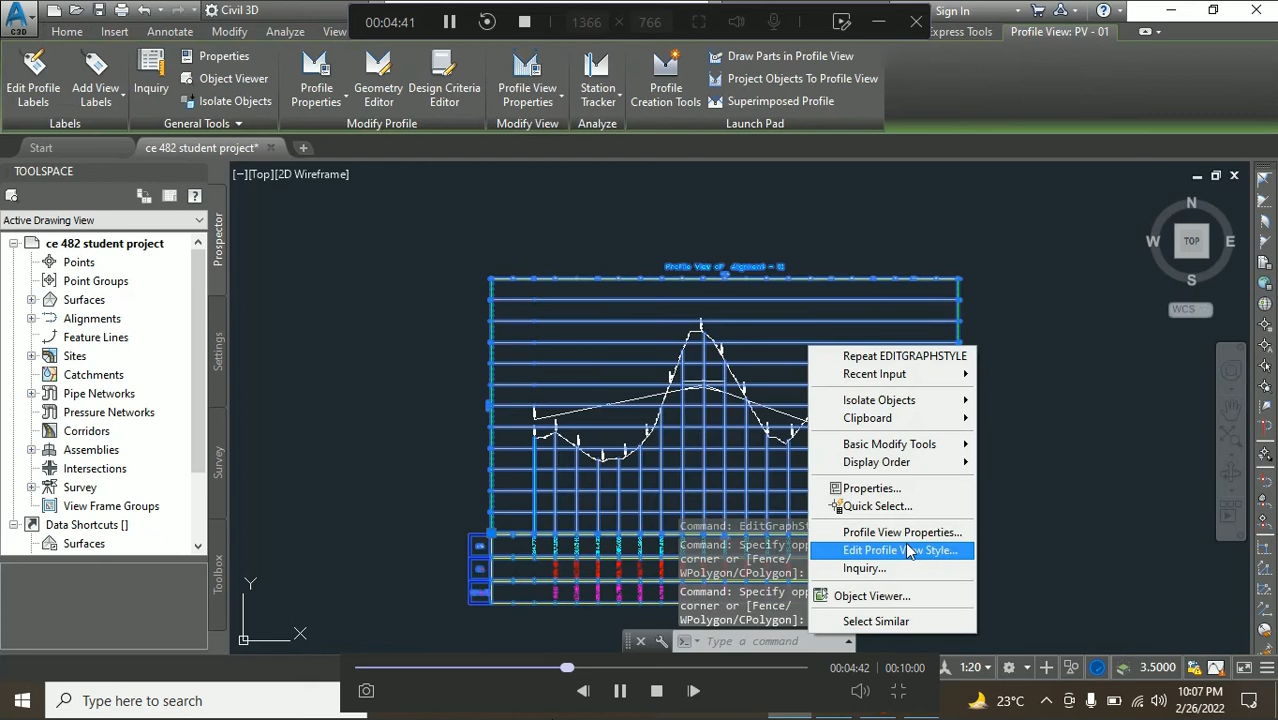 C3D
Civil 3D
00:04:41
1366
766
Sign In
Home
Insert
Annotate
Modify
Analyze
View
Express Tools
Profile View: PV - 01
Edit Profile Labels
Add View Labels
Labels
Inquiry
Properties
Object Viewer
Isolate Objects
General Tools
Profile Properties
Geometry Editor
Design Criteria Editor
Modify Profile
Profile View Properties
Modify View
Station Tracker
Analyze
Profile Creation Tools
Draw Parts in Profile View
Project Objects To Profile View
Superimposed Profile
Launch Pad
Start
ce 482 student project*
TOOLSPACE
Active Drawing View
ce 482 student project
Points
Point Groups
Surfaces
Alignments
Feature Lines
Sites
Catchments
Pipe Networks
Pressure Networks
Corridors
Assemblies
Intersections
Survey
View Frame Groups
Data Shortcuts []
Surfaces
Prospector
Settings
Survey
Toolbox
[−][Top][2D Wireframe]
N
W
TOP
E
S
WCS
Profile View of Alignment - 01
Y
X
Command: EditGraphSt
Command: Specify opp
corner or [Fence/
WPolygon/CPolygon]:
Command: Specify opp
corner or [Fence/
WPolygon/CPolygon]:
Type a command
Repeat EDITGRAPHSTYLE
Recent Input
Isolate Objects
Clipboard
Basic Modify Tools
Display Order
Properties...
Quick Select...
Profile View Properties...
Edit Profile View Style...
Inquiry...
Object Viewer...
Select Similar
00:04:42
00:10:00
1:20
3.5000
Type here to search
23°C
10:07 PM
2/26/2022